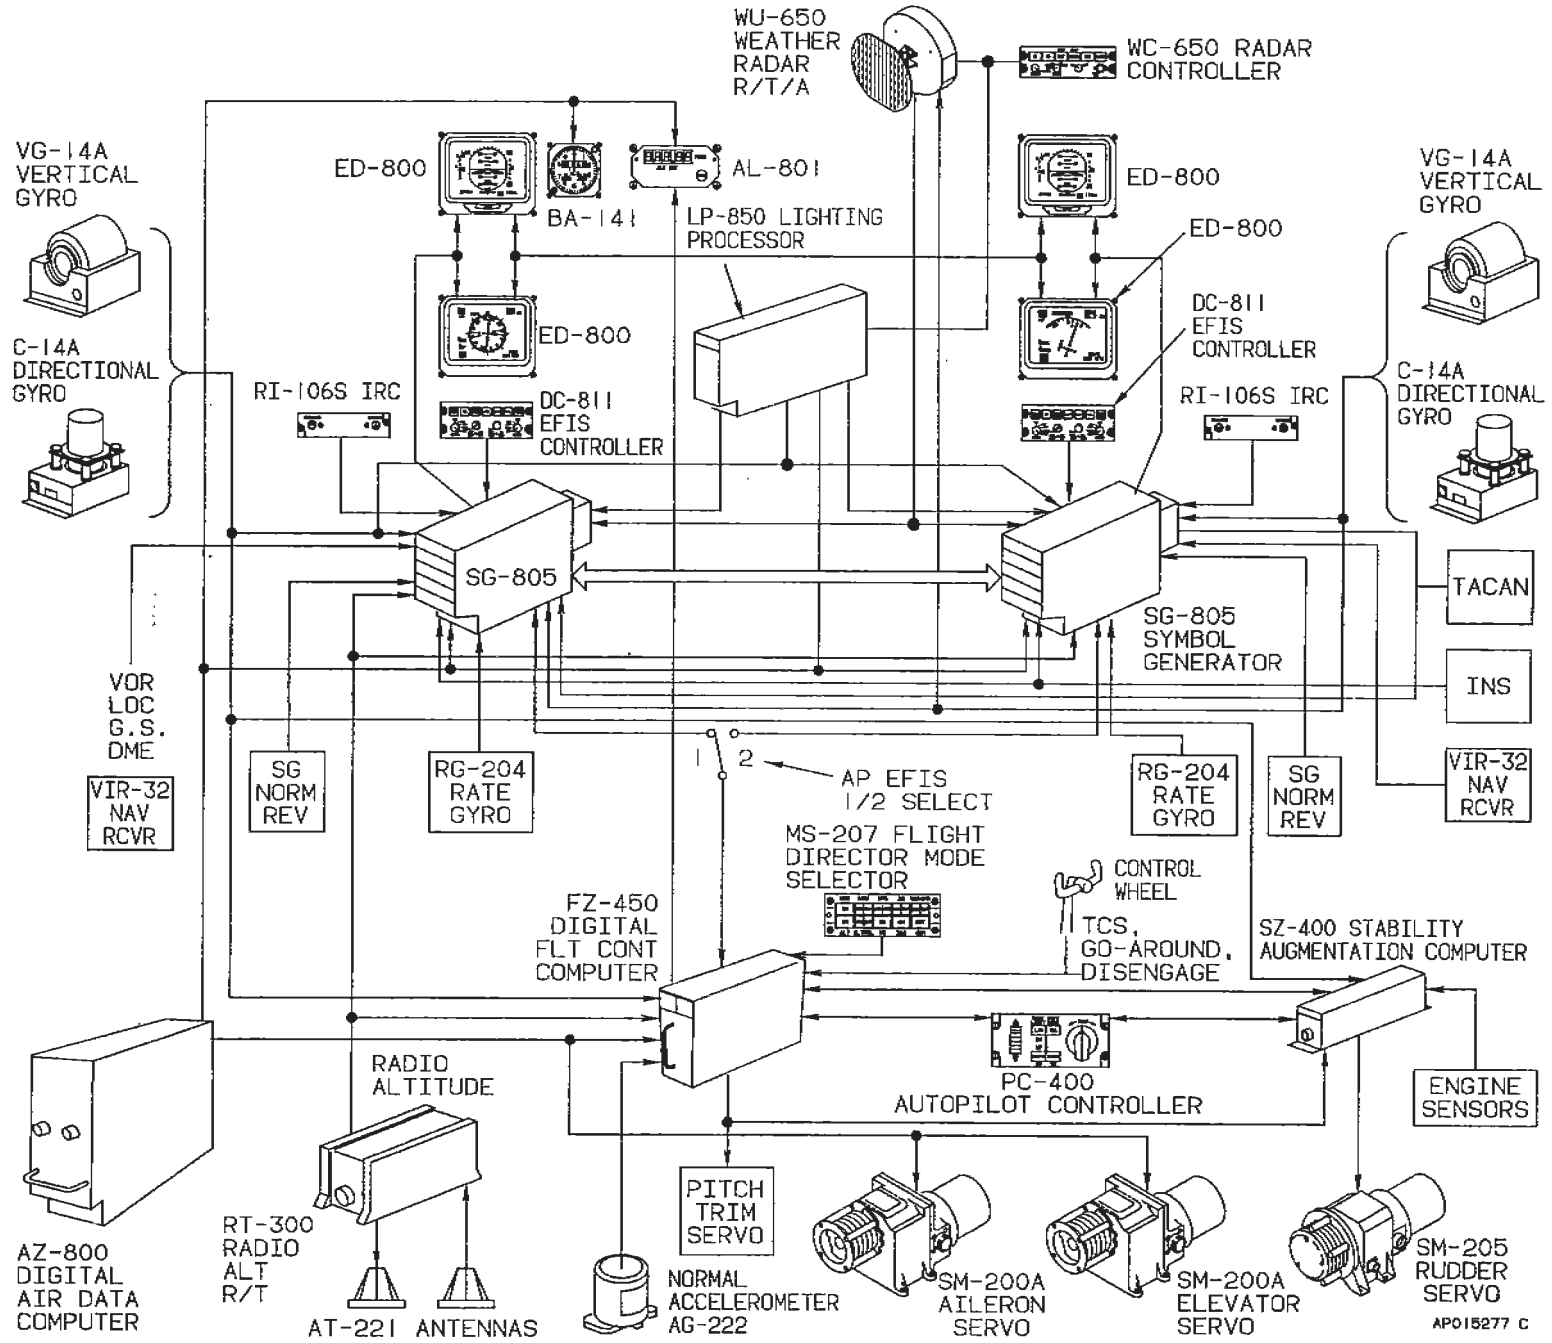 WU-650
WEATHER
RADAR
R/T/A
WC-650 RADAR
CONTROLLER
VG-14A
VERTICAL
GYRO
ED-800
BA-141
AL-801
ED-800
VG-14A
VERTICAL
GYRO
LP-850 LIGHTING
PROCESSOR
ED-800
ED-800
DC-811
EFIS
CONTROLLER
C-14A
DIRECTIONAL
GYRO
RI-106S IRC
DC-811
EFIS
CONTROLLER
RI-106S IRC
C-14A
DIRECTIONAL
GYRO
SG-805
SG-805
SYMBOL
GENERATOR
TACAN
INS
VOR
LOC
G.S.
DME
VIR-32
NAV
RCVR
SG
NORM
REV
RG-204
RATE
GYRO
1 2
AP EFIS
1/2 SELECT
RG-204
RATE
GYRO
SG
NORM
REV
VIR-32
NAV
RCVR
MS-207 FLIGHT
DIRECTOR MODE
SELECTOR
CONTROL
WHEEL
FZ-450
DIGITAL
FLT CONT
COMPUTER
TCS,
GO-AROUND,
DISENGAGE
SZ-400 STABILITY
AUGMENTATION COMPUTER
RADIO
ALTITUDE
PC-400
AUTOPILOT CONTROLLER
ENGINE
SENSORS
PITCH
TRIM
SERVO
AZ-800
DIGITAL
AIR DATA
COMPUTER
RT-300
RADIO
ALT
R/T
AT-221 ANTENNAS
NORMAL
ACCELEROMETER
AG-222
SM-200A
AILERON
SERVO
SM-200A
ELEVATOR
SERVO
SM-205
RUDDER
SERVO
AP015277 C